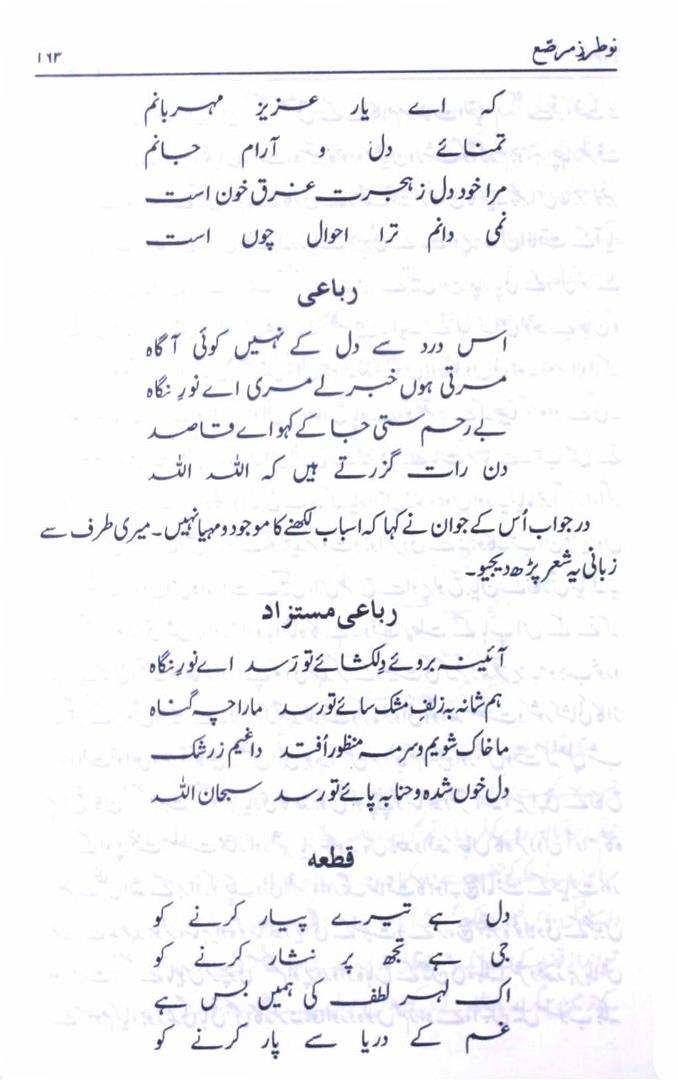 نوطرزِ مرصّع
۱۶۳
کہ اے یار عزیز مہربانم
تمنائے دل و آرام جانم
مرا خود دل ز ہجرت غرق خون است
نمی دانم ترا احوال چوں است
رباعی
اس درد سے دل کے نہیں کوئی آگاہ
مرتی ہوں خبر لے مری اے نورِ نگاہ
بے رحم ستی جا کے کہو اے قاصد
دن رات گزرتے ہیں کہ اللہ اللہ
در جواب اُس کے جوان نے کہا کہ اسباب لکھنے کا موجود و مہیا نہیں۔ میری طرف سے
زبانی یہ شعر پڑھ دیجیو۔
رباعی مستزاد
آئینہ بروئے دِلکشائے تو رَسد اے نورِ نگاہ
ہم شانہ بہ زلفِ مشک سائے تو رسد مارا چہ گناہ
ما خاک شویم و سرمہ منظور اُفتد داغیم ز رشک
دل خوں شدہ و حنا بہ پائے تو رسد سبحان اللہ
قطعہ
دل ہے تیرے پیار کرنے کو
جی ہے تجھ پر نثار کرنے کو
اک لہر لطف کی ہمیں بس ہے
غم کے دریا سے پار کرنے کو